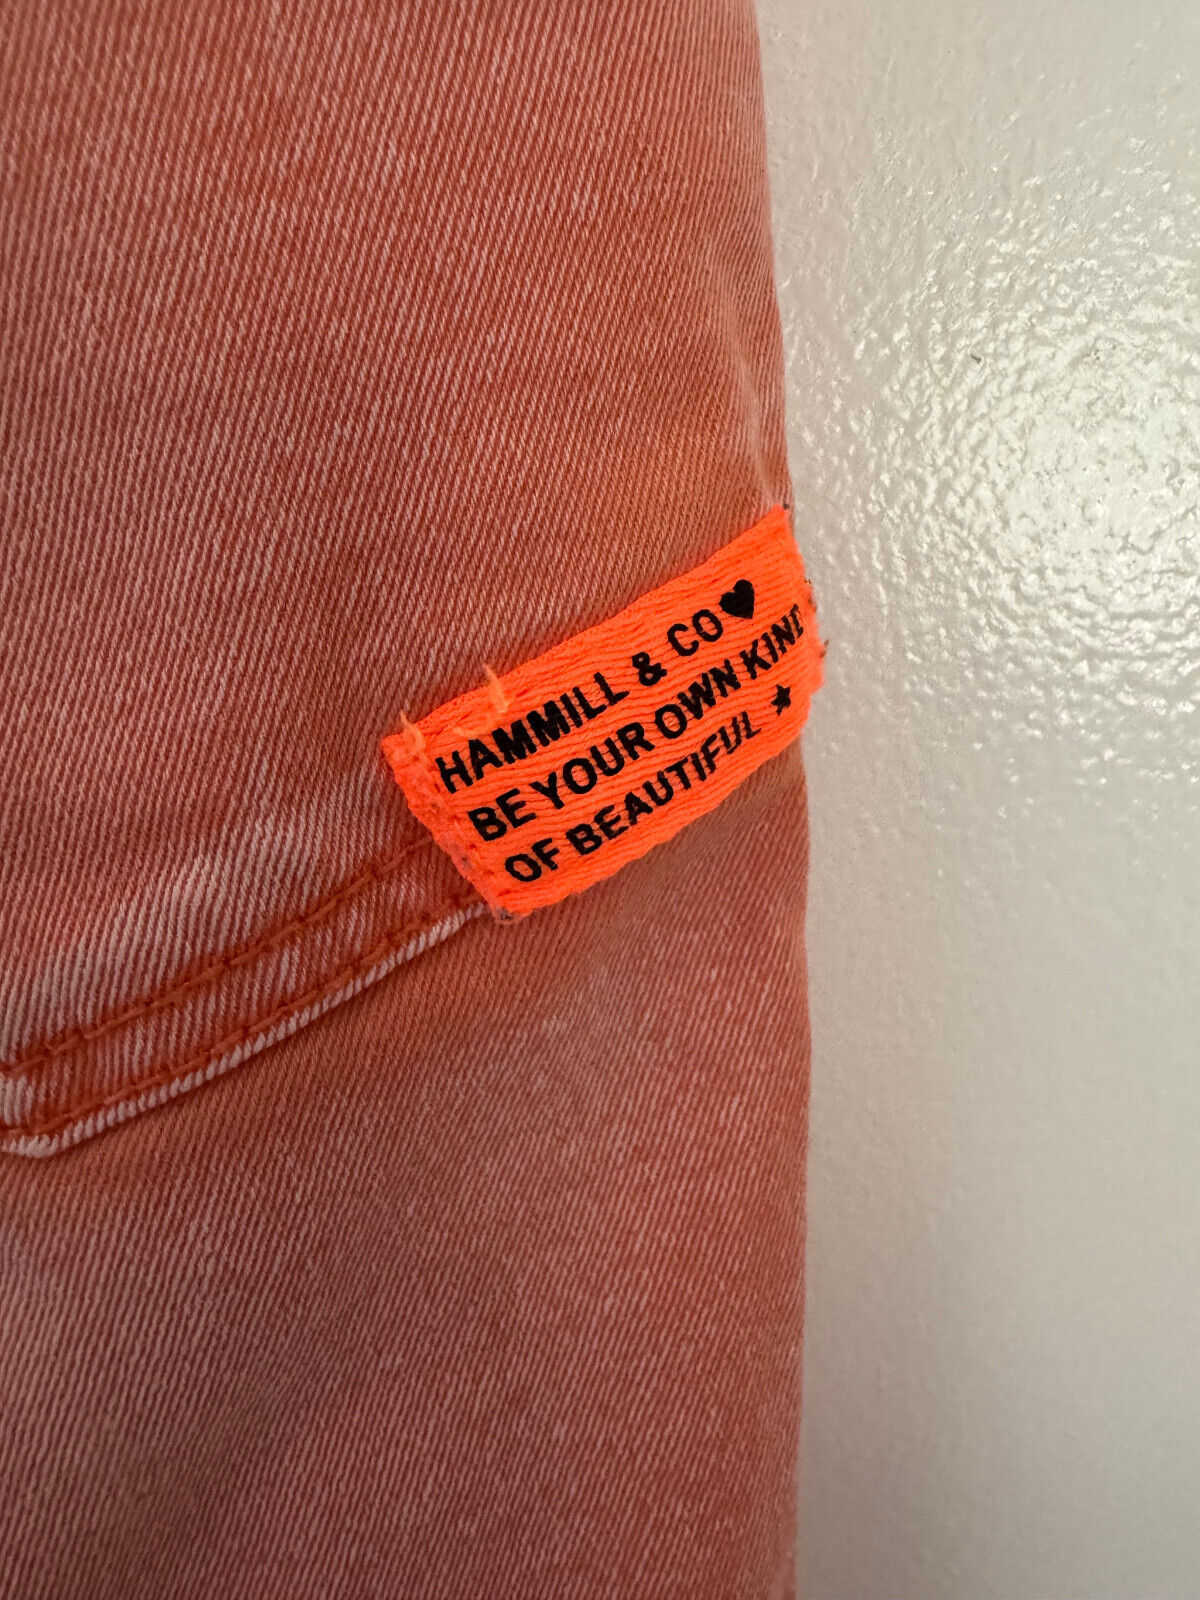 HAMMILL & CO♥
BE YOUR OWN KIND
OF BEAUTIFUL ★